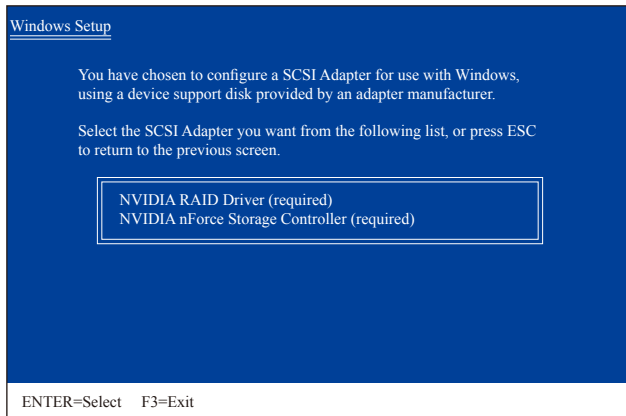 Windows Setup
You have chosen to configure a SCSI Adapter for use with Windows,
using a device support disk provided by an adapter manufacturer.
Select the SCSI Adapter you want from the following list, or press ESC
to return to the previous screen.
NVIDIA RAID Driver (required)
NVIDIA nForce Storage Controller (required)
ENTER=Select F3=Exit